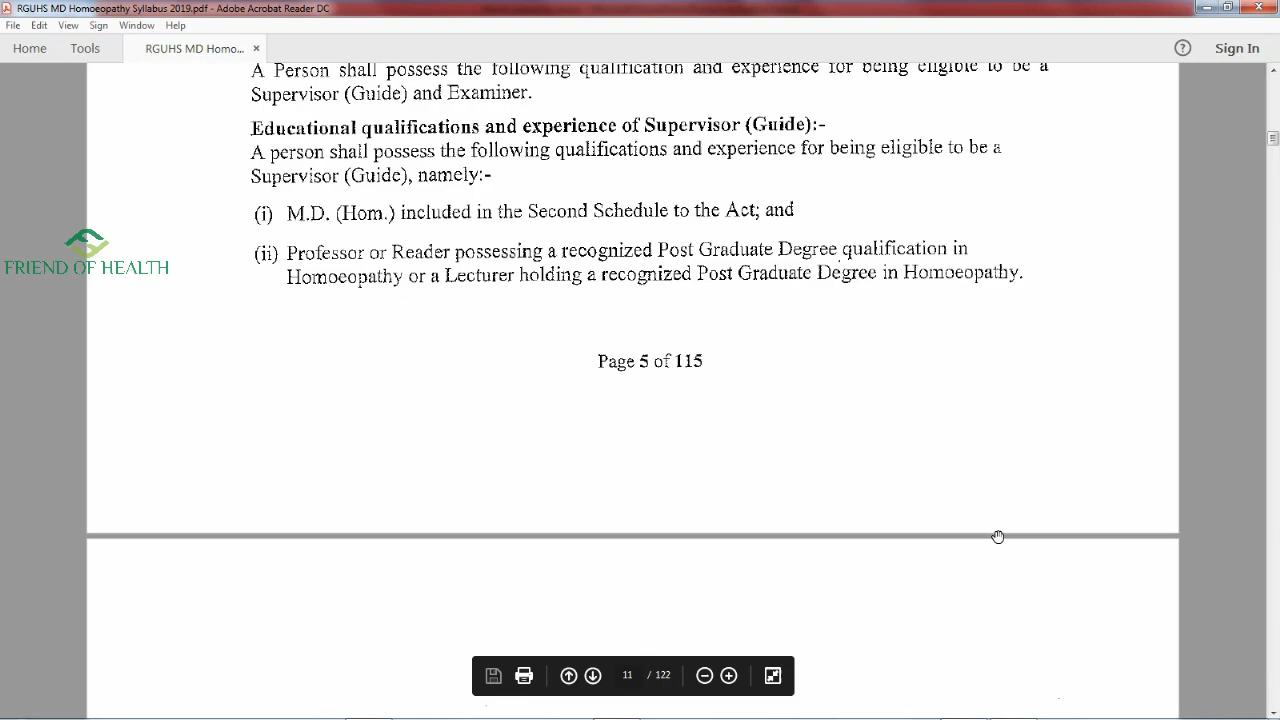 RGUHS MD Homoeopathy Syllabus 2019.pdf - Adobe Acrobat Reader DC
File Edit View Sign Window Help
Home Tools RGUHS MD Homo... × Sign In
A Person shall possess the following qualification and experience for being eligible to be a
Supervisor (Guide) and Examiner.
Educational qualifications and experience of Supervisor (Guide):-
A person shall possess the following qualifications and experience for being eligible to be a
Supervisor (Guide), namely:-
(i) M.D. (Hom.) included in the Second Schedule to the Act; and
(ii) Professor or Reader possessing a recognized Post Graduate Degree qualification in
Homoeopathy or a Lecturer holding a recognized Post Graduate Degree in Homoeopathy.
FRIEND OF HEALTH
Page 5 of 115
11 / 122